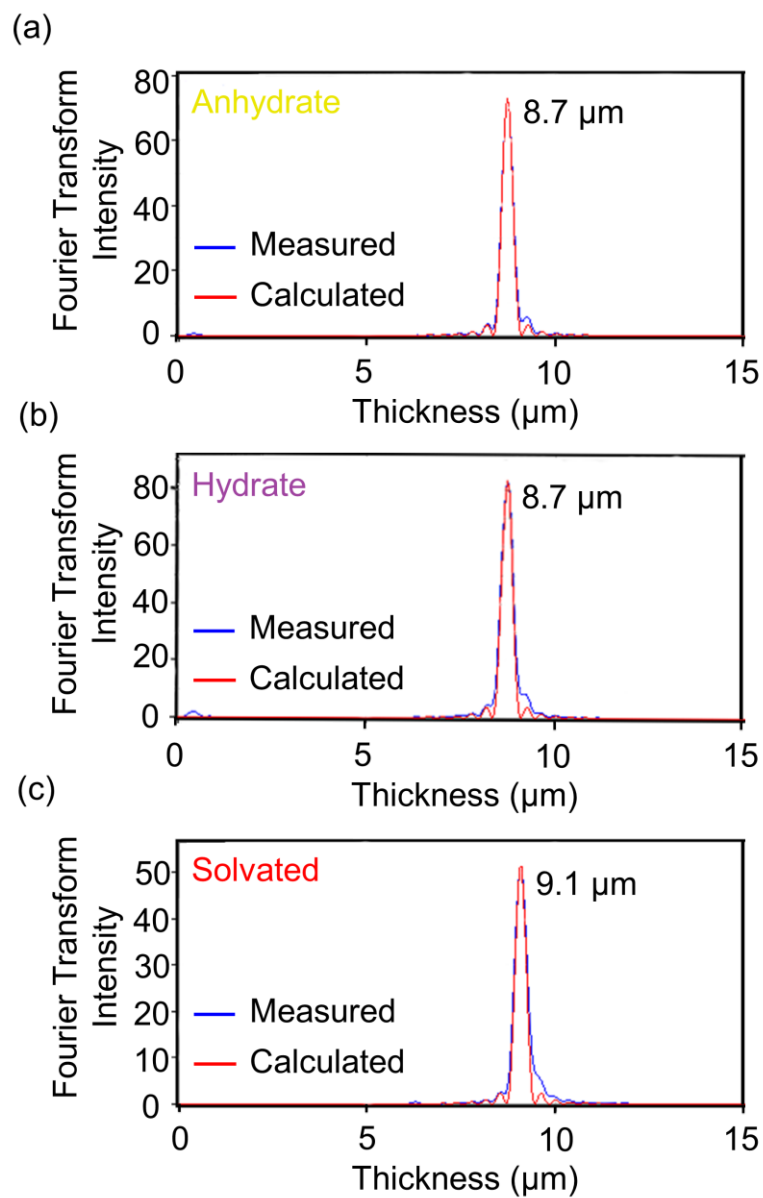 (a)
80
60
40
20
0
Fourier Transform
Intensity
Anhydrate
8.7 µm
Measured
Calculated
0 5 10 15
Thickness (µm)
(b)
80
60
40
20
0
Fourier Transform
Intensity
Hydrate
8.7 µm
Measured
Calculated
0 5 10 15
Thickness (µm)
(c)
50
40
30
20
10
0
Fourier Transform
Intensity
Solvated
9.1 µm
Measured
Calculated
0 5 10 15
Thickness (µm)